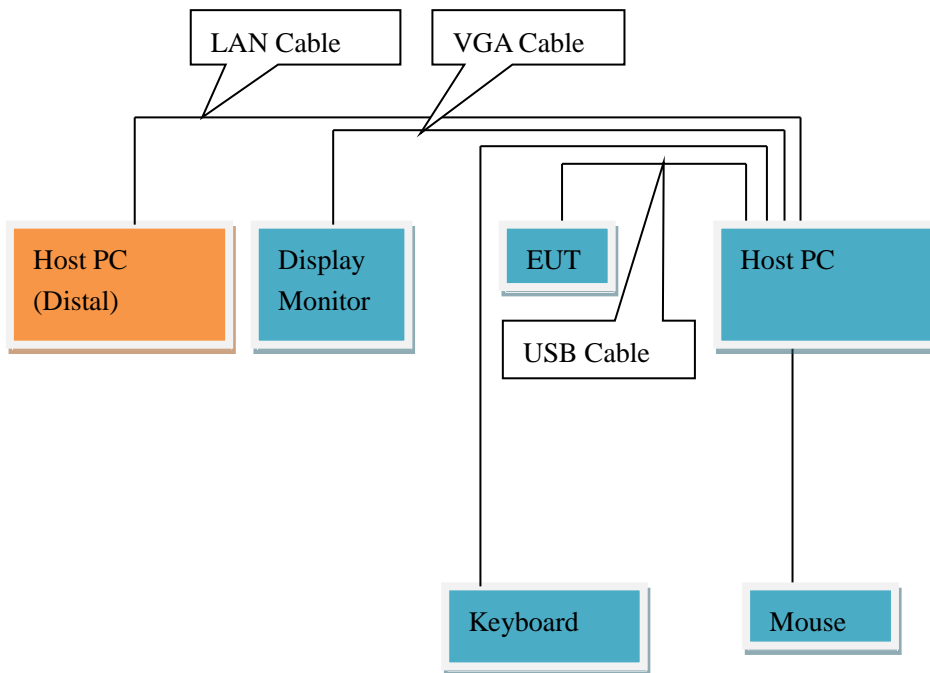 LAN Cable
VGA Cable
Host PC
(Distal)
Display
Monitor
EUT
Host PC
USB Cable
Keyboard
Mouse